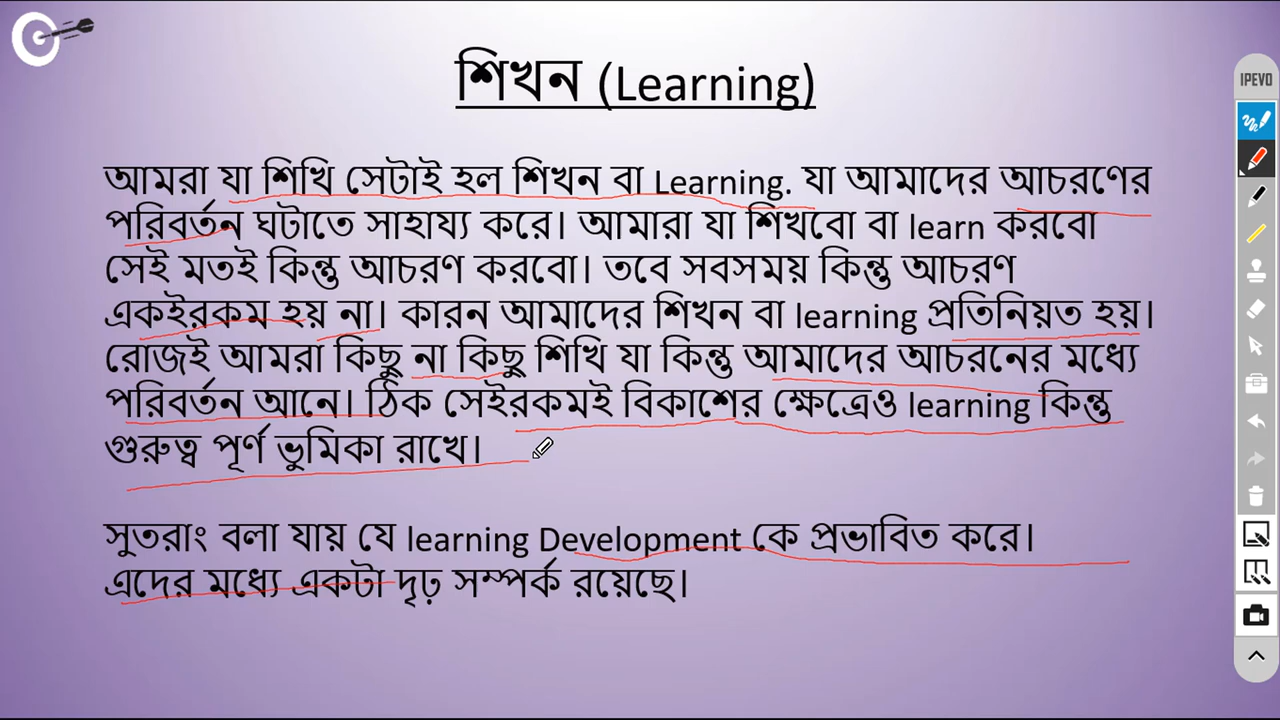 শিখন (Learning)
আমরা যা শিখি সেটাই হল শিখন বা Learning. যা আমাদের আচরণের
পরিবর্তন ঘটাতে সাহায্য করে। আমারা যা শিখবো বা learn করবো
সেই মতই কিন্তু আচরণ করবো। তবে সবসময় কিন্তু আচরণ
একইরকম হয় না। কারন আমাদের শিখন বা learning প্রতিনিয়ত হয়।
রোজই আমরা কিছু না কিছু শিখি যা কিন্তু আমাদের আচরনের মধ্যে
পরিবর্তন আনে। ঠিক সেইরকমই বিকাশের ক্ষেত্রেও learning কিন্তু
গুরুত্ব পূর্ণ ভুমিকা রাখে।
সুতরাং বলা যায় যে learning Development কে প্রভাবিত করে।
এদের মধ্যে একটা দৃঢ় সম্পর্ক রয়েছে।
IPEVO